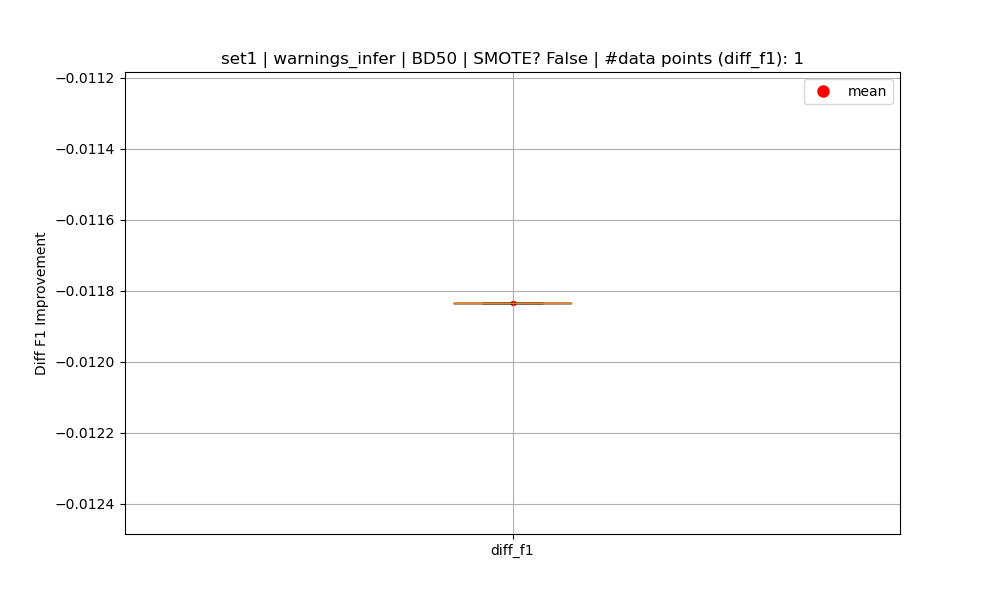 set1 | warnings_infer | BD50 | SMOTE? False | #data points (diff_f1): 1
mean
Diff F1 Improvement
−0.0112
−0.0114
−0.0116
−0.0118
−0.0120
−0.0122
−0.0124
diff_f1